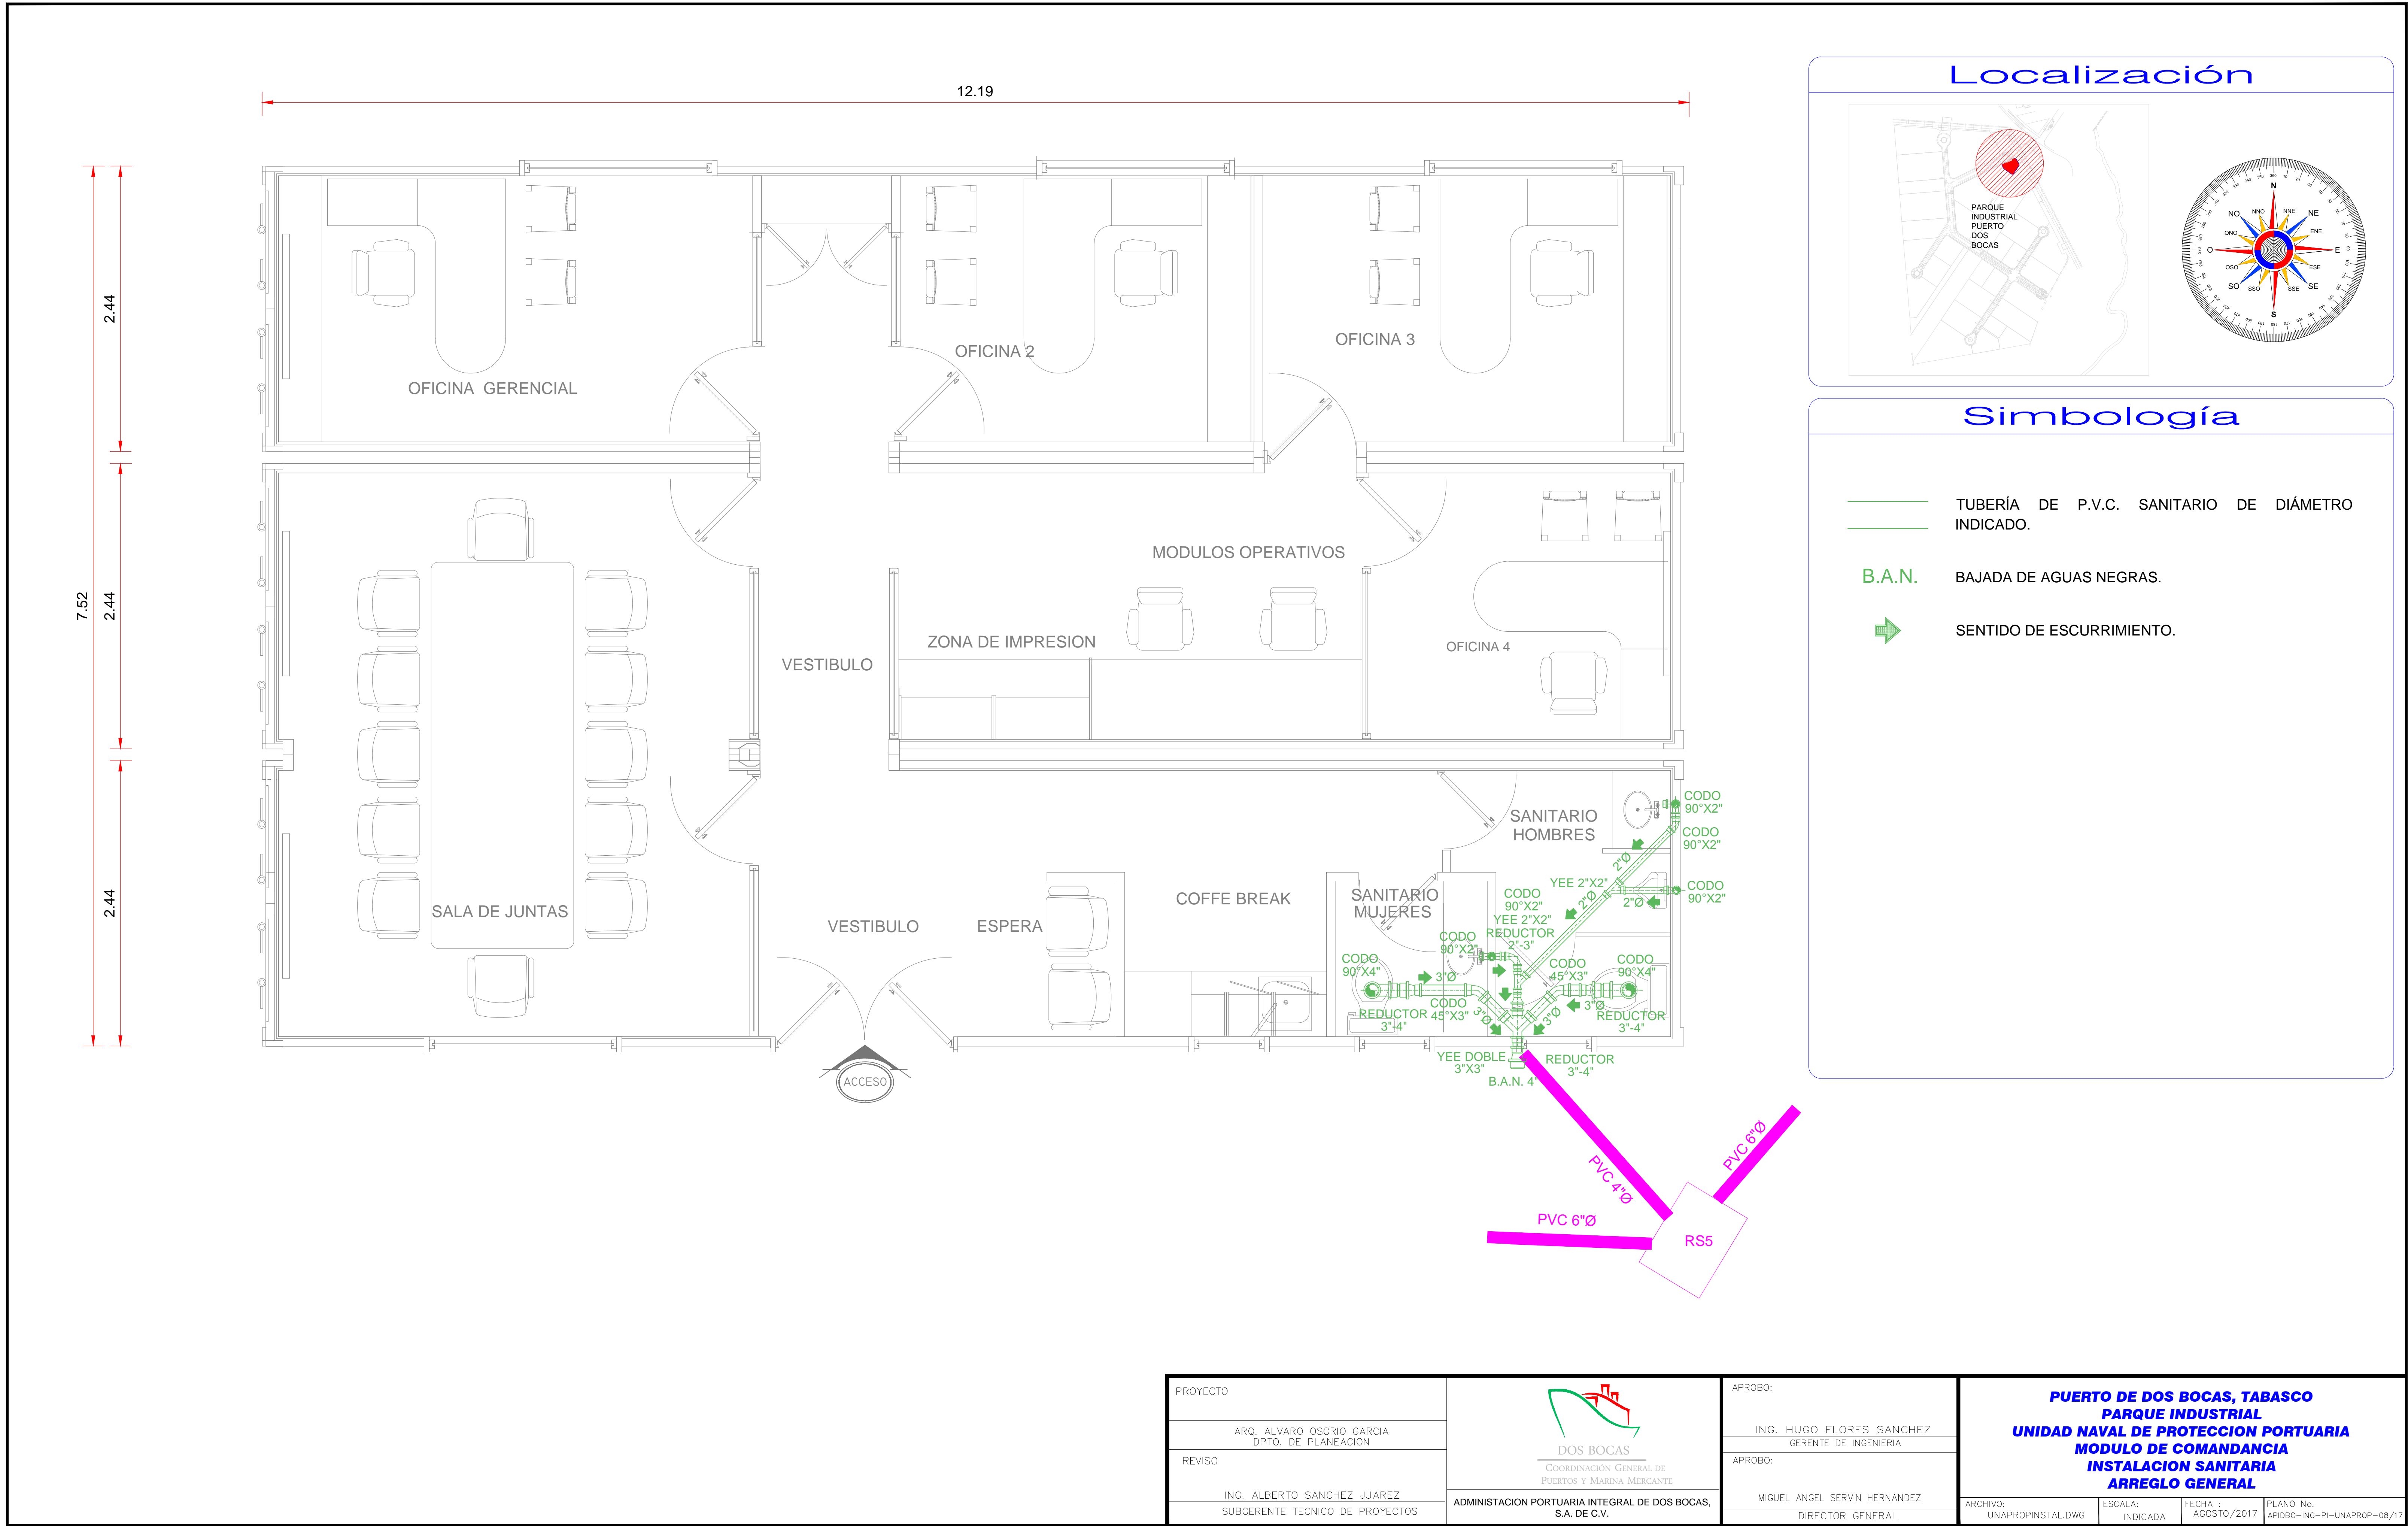 12.19
7.52
2.44
2.44
2.44
OFICINA GERENCIAL
OFICINA 2
OFICINA 3
MODULOS OPERATIVOS
ZONA DE IMPRESION
VESTIBULO
OFICINA 4
SALA DE JUNTAS
VESTIBULO
ESPERA
COFFE BREAK
SANITARIO
MUJERES
SANITARIO
HOMBRES
ACCESO
CODO
90°X2"
CODO
90°X2"
CODO
90°X2"
2"Ø
YEE 2"X2"
2"Ø
2"Ø
CODO
90°X2"
YEE 2"X2"
REDUCTOR
2"-3"
CODO
90°X2"
CODO
90°X4"
3"Ø
CODO
45°X3"
REDUCTOR
3"-4"
3"Ø
CODO
45°X3"
CODO
90°X4"
3"Ø
3"Ø
REDUCTOR
3"-4"
YEE DOBLE
3"X3"
REDUCTOR
3"-4"
B.A.N. 4"
PVC 4"Ø
PVC 6"Ø
PVC 6"Ø
RS5
Localización
PARQUE
INDUSTRIAL
PUERTO
DOS
BOCAS
N
NNE
NE
ENE
E
ESE
SE
SSE
S
SSO
SO
OSO
O
ONO
NO
NNO
Simbología
TUBERÍA DE P.V.C. SANITARIO DE DIÁMETRO
INDICADO.
B.A.N. BAJADA DE AGUAS NEGRAS.
SENTIDO DE ESCURRIMIENTO.
PROYECTO
ARQ. ALVARO OSORIO GARCIA
DPTO. DE PLANEACION
REVISO
ING. ALBERTO SANCHEZ JUAREZ
SUBGERENTE TECNICO DE PROYECTOS
DOS BOCAS
COORDINACIÓN GENERAL DE
PUERTOS Y MARINA MERCANTE
ADMINISTACION PORTUARIA INTEGRAL DE DOS BOCAS,
S.A. DE C.V.
APROBO:
ING. HUGO FLORES SANCHEZ
GERENTE DE INGENIERIA
APROBO:
MIGUEL ANGEL SERVIN HERNANDEZ
DIRECTOR GENERAL
PUERTO DE DOS BOCAS, TABASCO
PARQUE INDUSTRIAL
UNIDAD NAVAL DE PROTECCION PORTUARIA
MODULO DE COMANDANCIA
INSTALACION SANITARIA
ARREGLO GENERAL
ARCHIVO:
UNAPROPINSTAL.DWG
ESCALA:
INDICADA
FECHA :
AGOSTO/2017
PLANO No.
APIDBO-ING-PI-UNAPROP-08/17